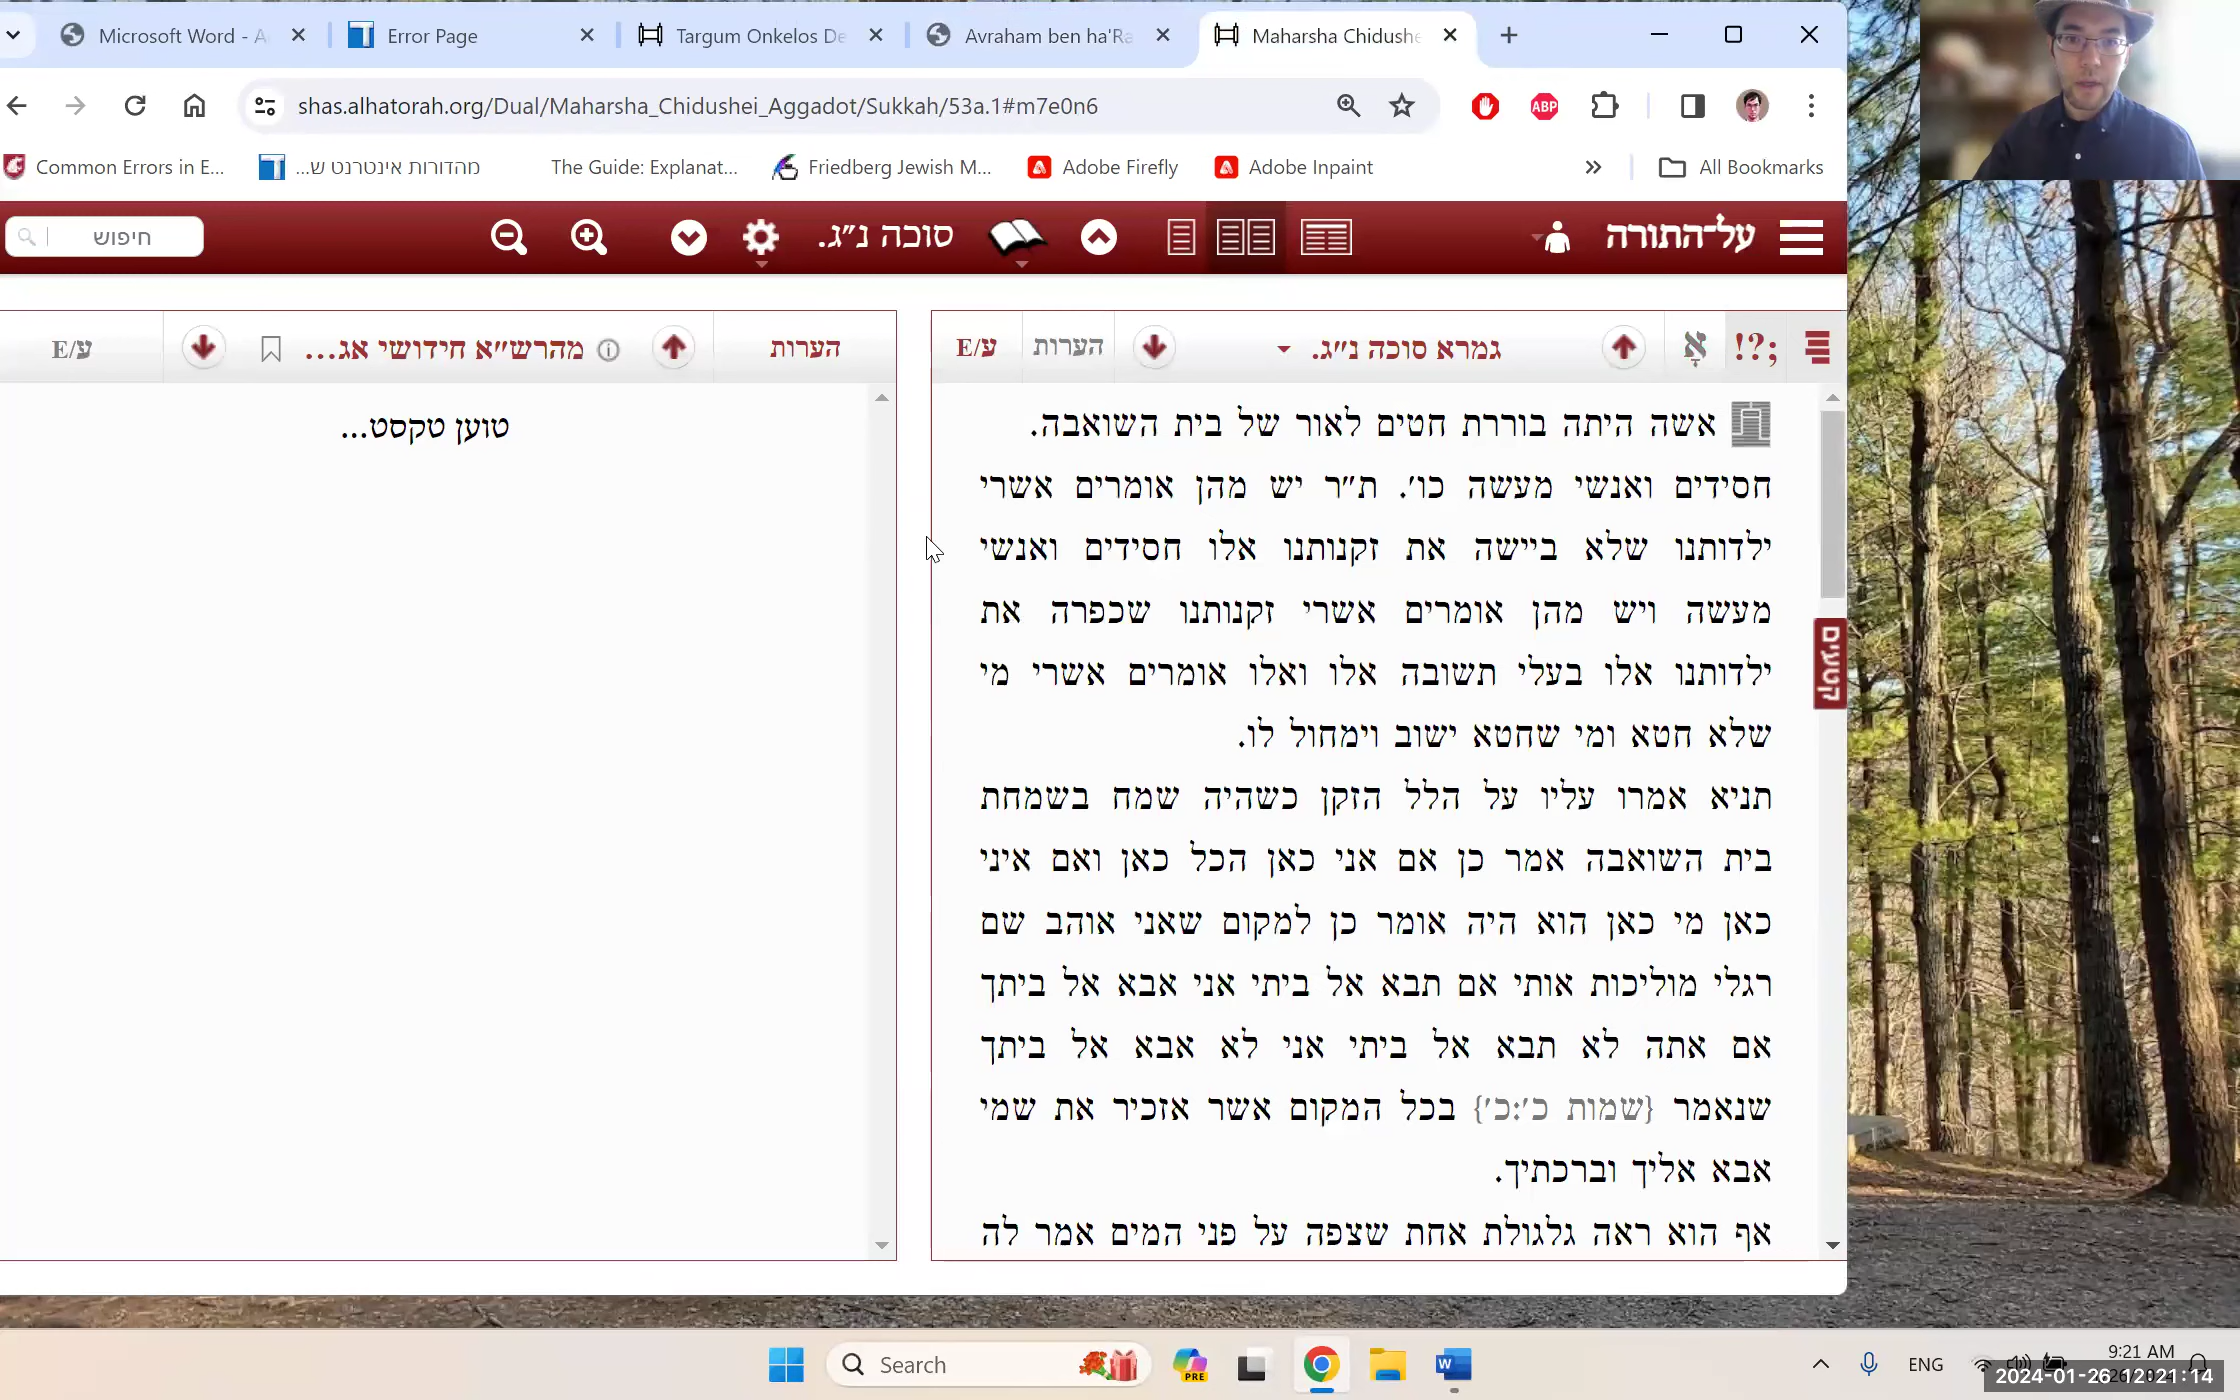 Microsoft Word - A
Error Page
Targum Onkelos De
Avraham ben ha'Ra
Maharsha Chidushe
shas.alhatorah.org/Dual/Maharsha_Chidushei_Aggadot/Sukkah/53a.1#m7e0n6
ABP
Common Errors in E...
מהדורות אינטרנט ש...
The Guide: Explanat...
Friedberg Jewish M...
Adobe Firefly
Adobe Inpaint
All Bookmarks
על־התורה
סוכה נ״ג.
חיפוש
;?!
אָ
גמרא סוכה נ״ג.
הערות
ע/E
הערות
מהרש״א חידושי אג...
ע/E
אשה היתה בוררת חטים לאור של בית השואבה.
חסידים ואנשי מעשה כו׳. ת״ר יש מהן אומרים אשרי
ילדותנו שלא ביישה את זקנותנו אלו חסידים ואנשי
מעשה ויש מהן אומרים אשרי זקנותנו שכפרה את
ילדותנו אלו בעלי תשובה אלו ואלו אומרים אשרי מי
שלא חטא ומי שחטא ישוב וימחול לו.
תניא אמרו עליו על הלל הזקן כשהיה שמח בשמחת
בית השואבה אמר כן אם אני כאן הכל כאן ואם איני
כאן מי כאן הוא היה אומר כן למקום שאני אוהב שם
רגלי מוליכות אותי אם תבא אל ביתי אני אבא אל ביתך
אם אתה לא תבא אל ביתי אני לא אבא אל ביתך
שנאמר {שמות כ׳:כ׳} בכל המקום אשר אזכיר את שמי
אבא אליך וברכתיך.
אף הוא ראה גלגולת אחת שצפה על פני המים אמר לה
קטעים
טוען טקסט...
Search
PRE
W
ENG
9:21 AM
2024-01-26 12:21:14